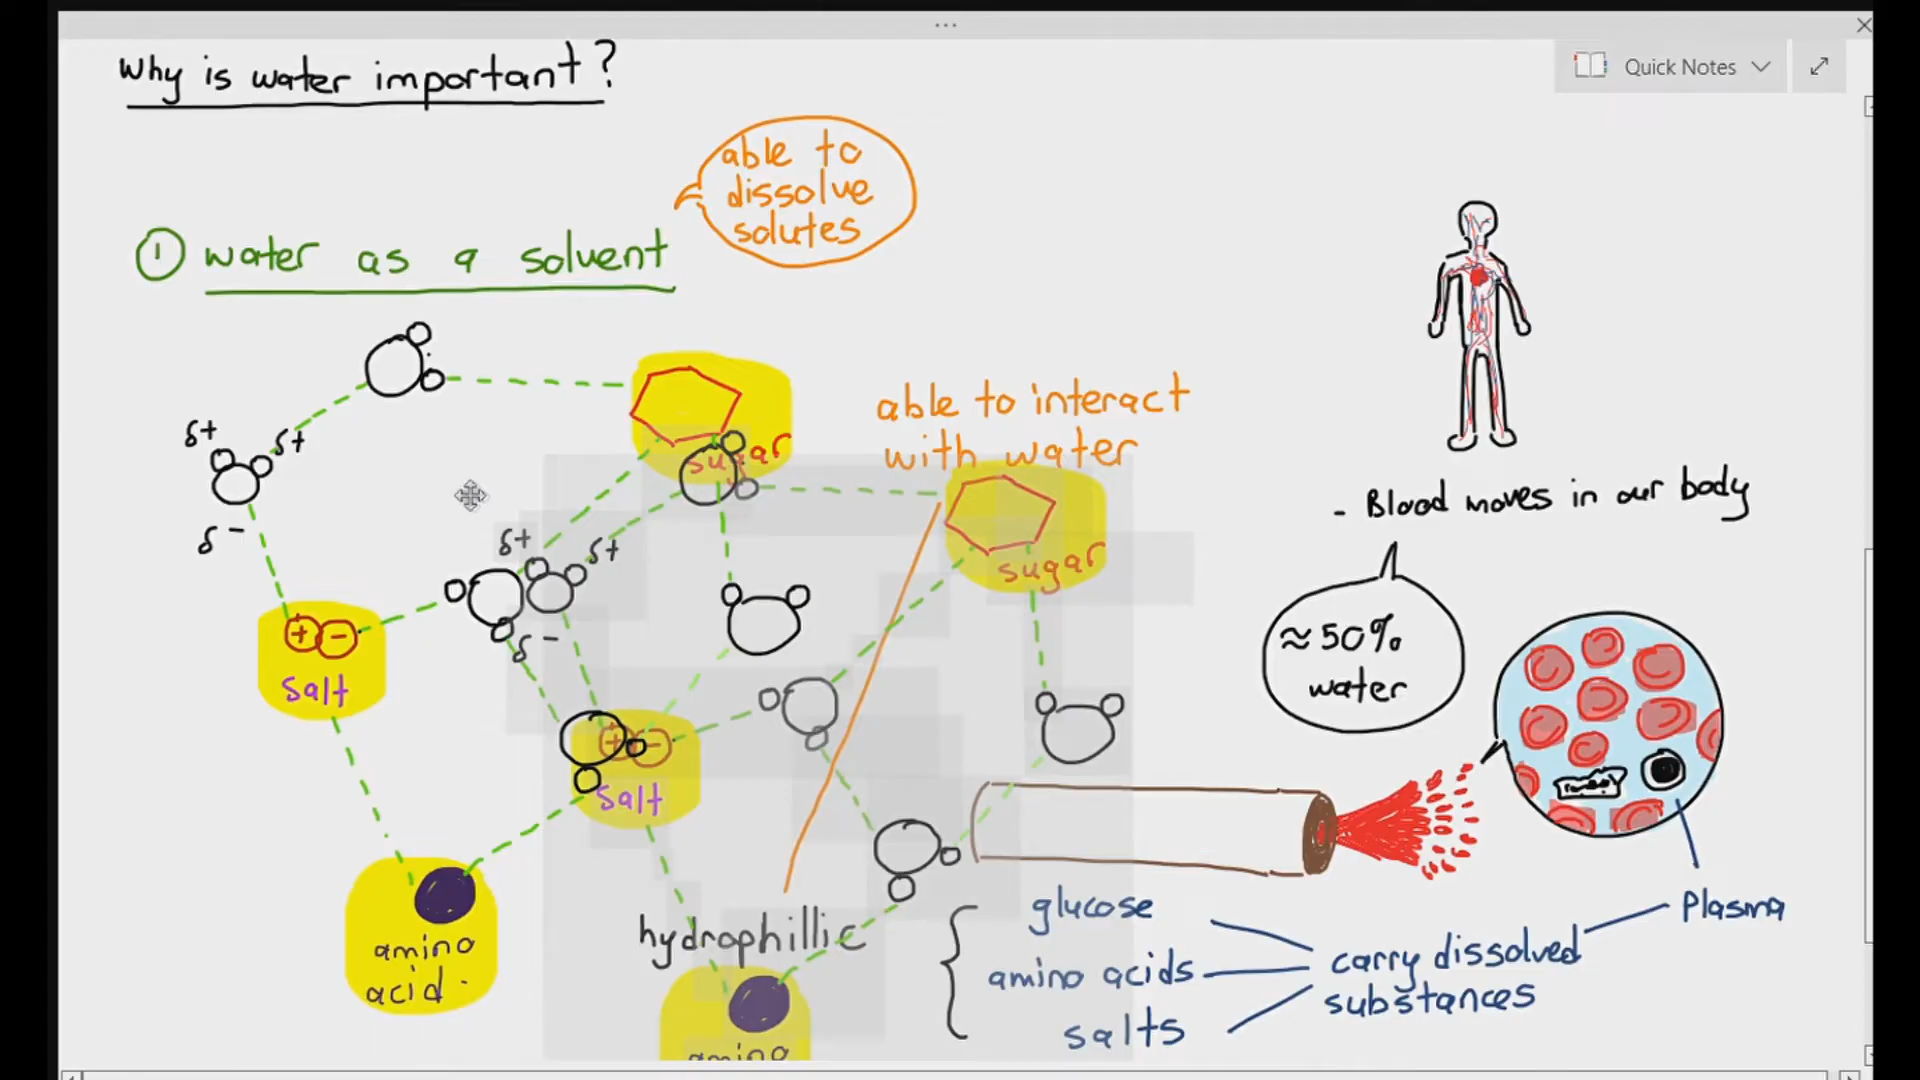 Why is water important?
Quick Notes
able to
dissolve
solutes
1 water as a solvent
sugar
able to interact
with water
δ+
δ+
δ-
- Blood moves in our body
δ+
δ+
δ-
sugar
≈50%
water
+ -
salt
+ -
salt
hydrophillic
amino
acid
glucose
amino acids
salts
carry dissolved
substances
Plasma
amino